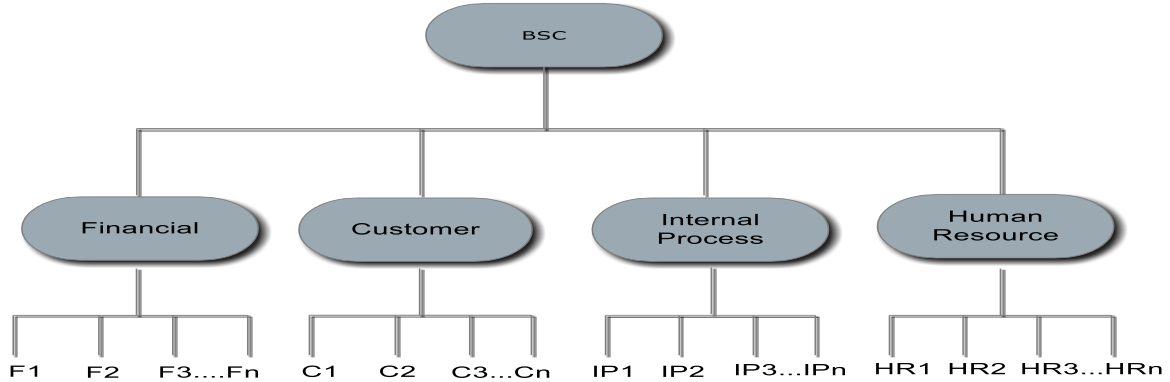 BSC
Financial
Customer
Internal
Process
Human
Resource
F1 F2 F3....Fn C1 C2 C3...Cn IP1 IP2 IP3...IPn HR1 HR2 HR3...HRn